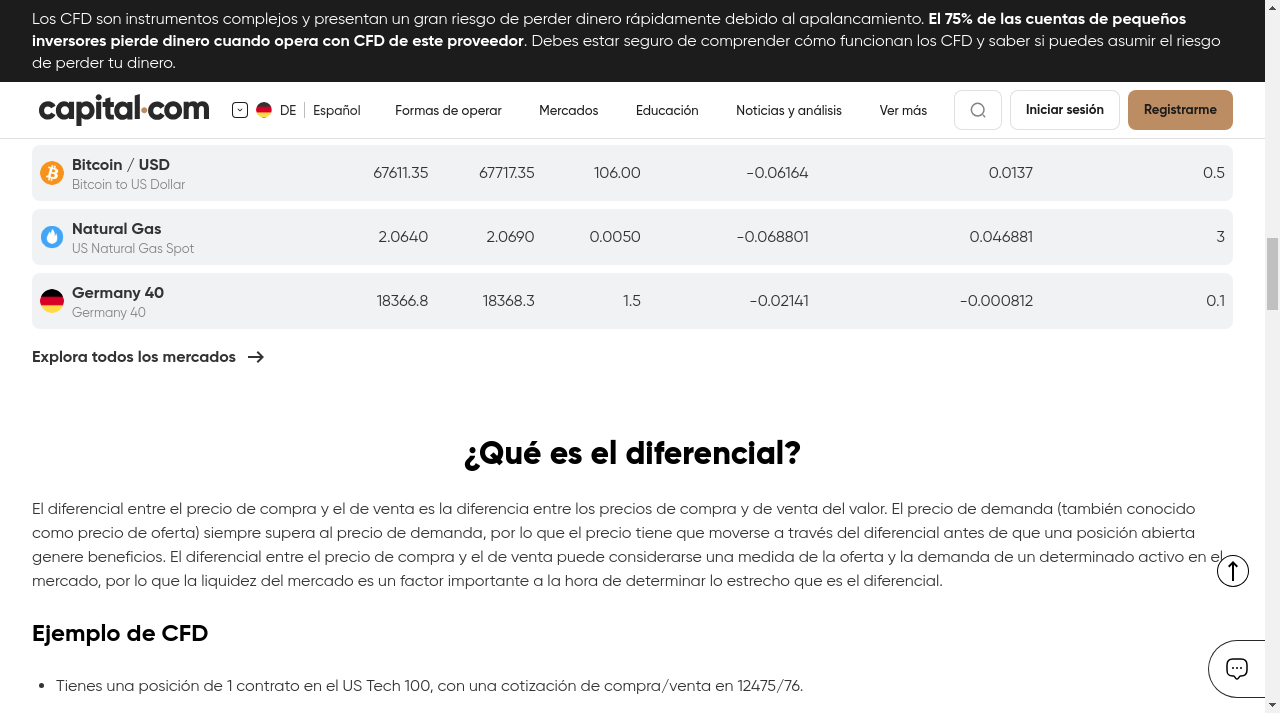 Los CFD son instrumentos complejos y presentan un gran riesgo de perder dinero rápidamente debido al apalancamiento. El 75% de las cuentas de pequeños
inversores pierde dinero cuando opera con CFD de este proveedor. Debes estar seguro de comprender cómo funcionan los CFD y saber si puedes asumir el riesgo
de perder tu dinero.
capital.com DE Español Formas de operar Mercados Educación Noticias y análisis Ver más Iniciar sesión Registrarme
Bitcoin / USD 67611.35 67717.35 106.00 -0.06164 0.0137 0.5
Bitcoin to US Dollar
Natural Gas 2.0640 2.0690 0.0050 -0.068801 0.046881 3
US Natural Gas Spot
Germany 40 18366.8 18368.3 1.5 -0.02141 -0.000812 0.1
Germany 40
Explora todos los mercados
¿Qué es el diferencial?
El diferencial entre el precio de compra y el de venta es la diferencia entre los precios de compra y de venta del valor. El precio de demanda (también conocido
como precio de oferta) siempre supera al precio de demanda, por lo que el precio tiene que moverse a través del diferencial antes de que una posición abierta
genere beneficios. El diferencial entre el precio de compra y el de venta puede considerarse una medida de la oferta y la demanda de un determinado activo en el
mercado, por lo que la liquidez del mercado es un factor importante a la hora de determinar lo estrecho que es el diferencial.
Ejemplo de CFD
• Tienes una posición de 1 contrato en el US Tech 100, con una cotización de compra/venta en 12475/76.